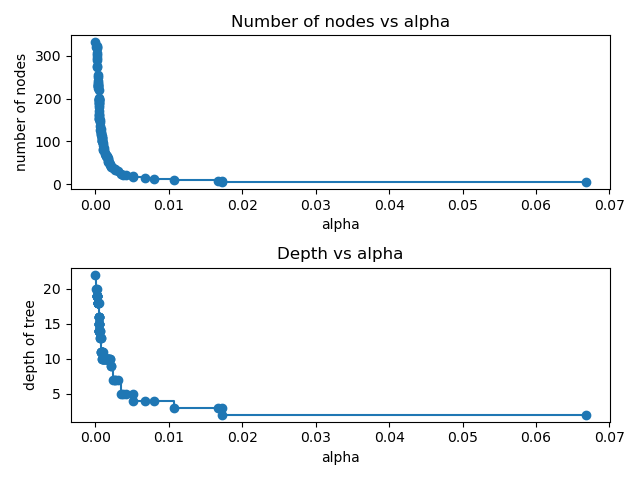 Number of nodes vs alpha
number of nodes
300
200
100
0
0.00 0.01 0.02 0.03 0.04 0.05 0.06 0.07
alpha
Depth vs alpha
depth of tree
20
15
10
5
0.00 0.01 0.02 0.03 0.04 0.05 0.06 0.07
alpha